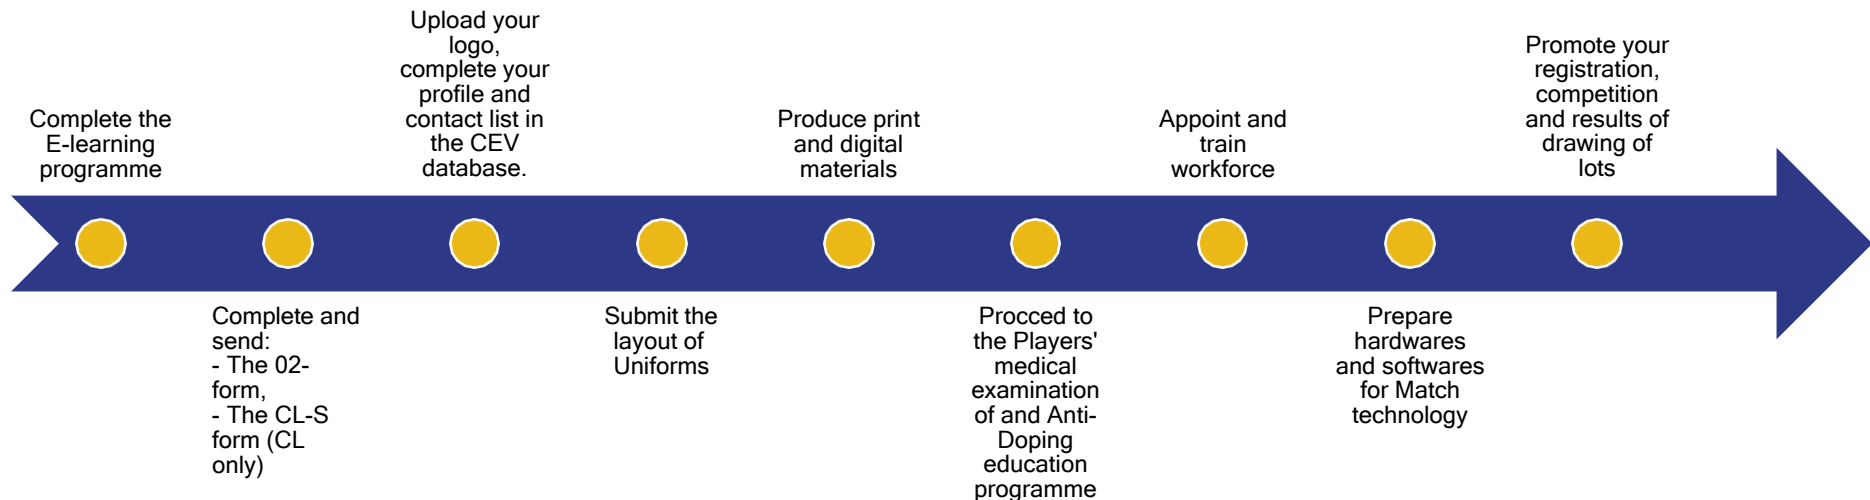 Complete the
E-learning
programme
Complete and
send:
- The 02-
form,
- The CL-S
form (CL
only)
Upload your
logo,
complete your
profile and
contact list in
the CEV
database.
Submit the
layout of
Uniforms
Produce print
and digital
materials
Procced to
the Players'
medical
examination
of and Anti-
Doping
education
programme
Appoint and
train
workforce
Prepare
hardwares
and softwares
for Match
technology
Promote your
registration,
competition
and results of
drawing of
lots